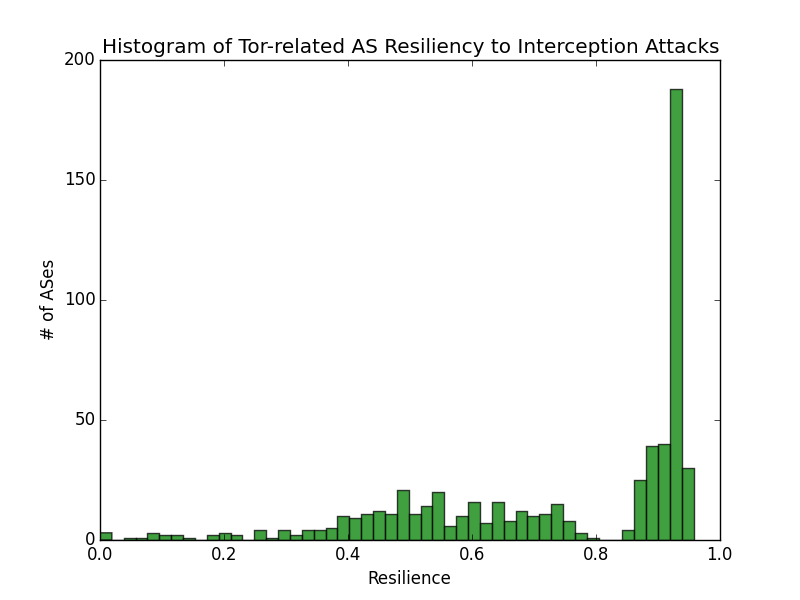 Histogram of Tor-related AS Resiliency to Interception Attacks
200
150
100
50
0
# of ASes
0.0 0.2 0.4 0.6 0.8 1.0
Resilience